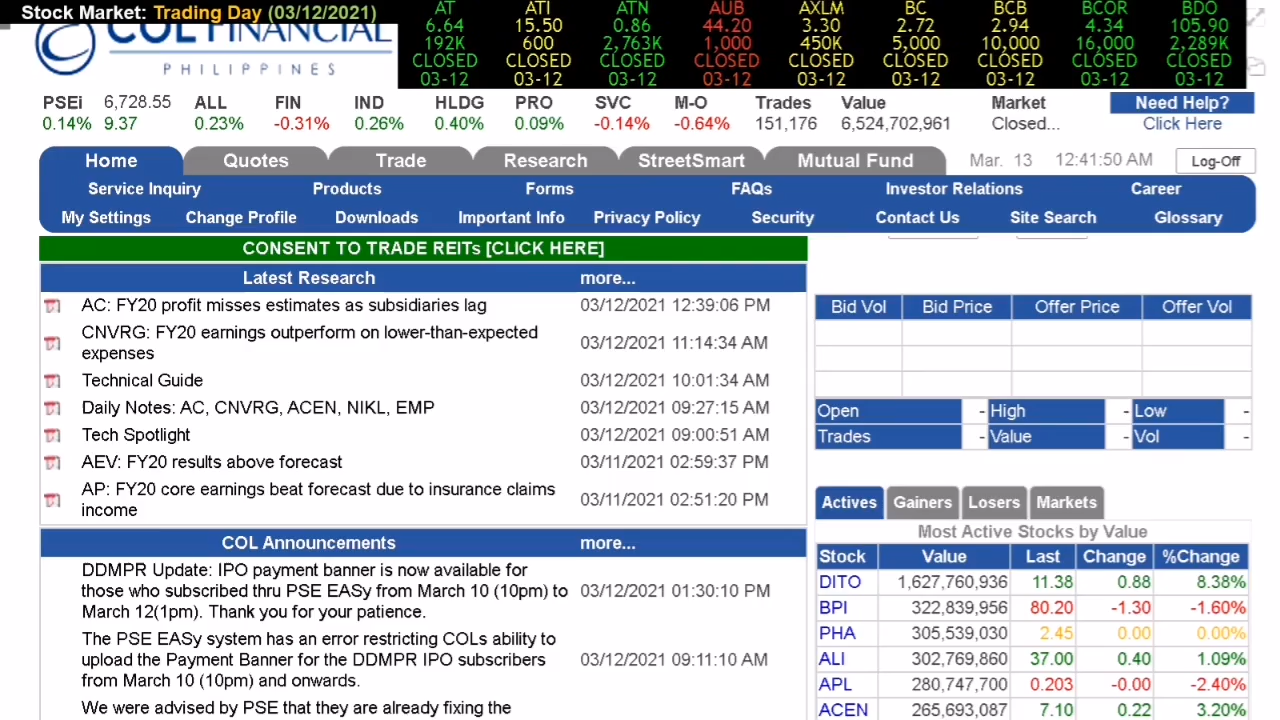 Stock Market: Trading Day (03/12/2021)
COL FINANCIAL
PHILIPPINES
AT ATI ATN AUB AXLM BC BCB BCOR BDO
6.64 15.50 0.86 44.20 3.30 2.72 2.94 4.34 105.90
192K 600 2,763K 1,000 450K 5,000 10,000 16,000 2,289K
CLOSED CLOSED CLOSED CLOSED CLOSED CLOSED CLOSED CLOSED CLOSED
03-12 03-12 03-12 03-12 03-12 03-12 03-12 03-12 03-12
PSEi 6,728.55 ALL FIN IND HLDG PRO SVC M-O Trades Value Market Need Help?
0.14% 9.37 0.23% -0.31% 0.26% 0.40% 0.09% -0.14% -0.64% 151,176 6,524,702,961 Closed... Click Here
Home Quotes Trade Research StreetSmart Mutual Fund Mar. 13 12:41:50 AM Log-Off
Service Inquiry Products Forms FAQs Investor Relations Career
My Settings Change Profile Downloads Important Info Privacy Policy Security Contact Us Site Search Glossary
CONSENT TO TRADE REITs [CLICK HERE]
Latest Research more...
AC: FY20 profit misses estimates as subsidiaries lag 03/12/2021 12:39:06 PM
CNVRG: FY20 earnings outperform on lower-than-expected
expenses 03/12/2021 11:14:34 AM
Technical Guide 03/12/2021 10:01:34 AM
Daily Notes: AC, CNVRG, ACEN, NIKL, EMP 03/12/2021 09:27:15 AM
Tech Spotlight 03/12/2021 09:00:51 AM
AEV: FY20 results above forecast 03/11/2021 02:59:37 PM
AP: FY20 core earnings beat forecast due to insurance claims
income 03/11/2021 02:51:20 PM
COL Announcements more...
DDMPR Update: IPO payment banner is now available for
those who subscribed thru PSE EASy from March 10 (10pm) to 03/12/2021 01:30:10 PM
March 12(1pm). Thank you for your patience.
The PSE EASy system has an error restricting COLs ability to
upload the Payment Banner for the DDMPR IPO subscribers 03/12/2021 09:11:10 AM
from March 10 (10pm) and onwards.
We were advised by PSE that they are already fixing the
Bid Vol Bid Price Offer Price Offer Vol
Open - High - Low -
Trades - Value - Vol -
Actives Gainers Losers Markets
Most Active Stocks by Value
Stock Value Last Change %Change
DITO 1,627,760,936 11.38 0.88 8.38%
BPI 322,839,956 80.20 -1.30 -1.60%
PHA 305,539,030 2.45 0.00 0.00%
ALI 302,769,860 37.00 0.40 1.09%
APL 280,747,700 0.203 -0.00 -2.40%
ACEN 265,693,087 7.10 0.22 3.20%